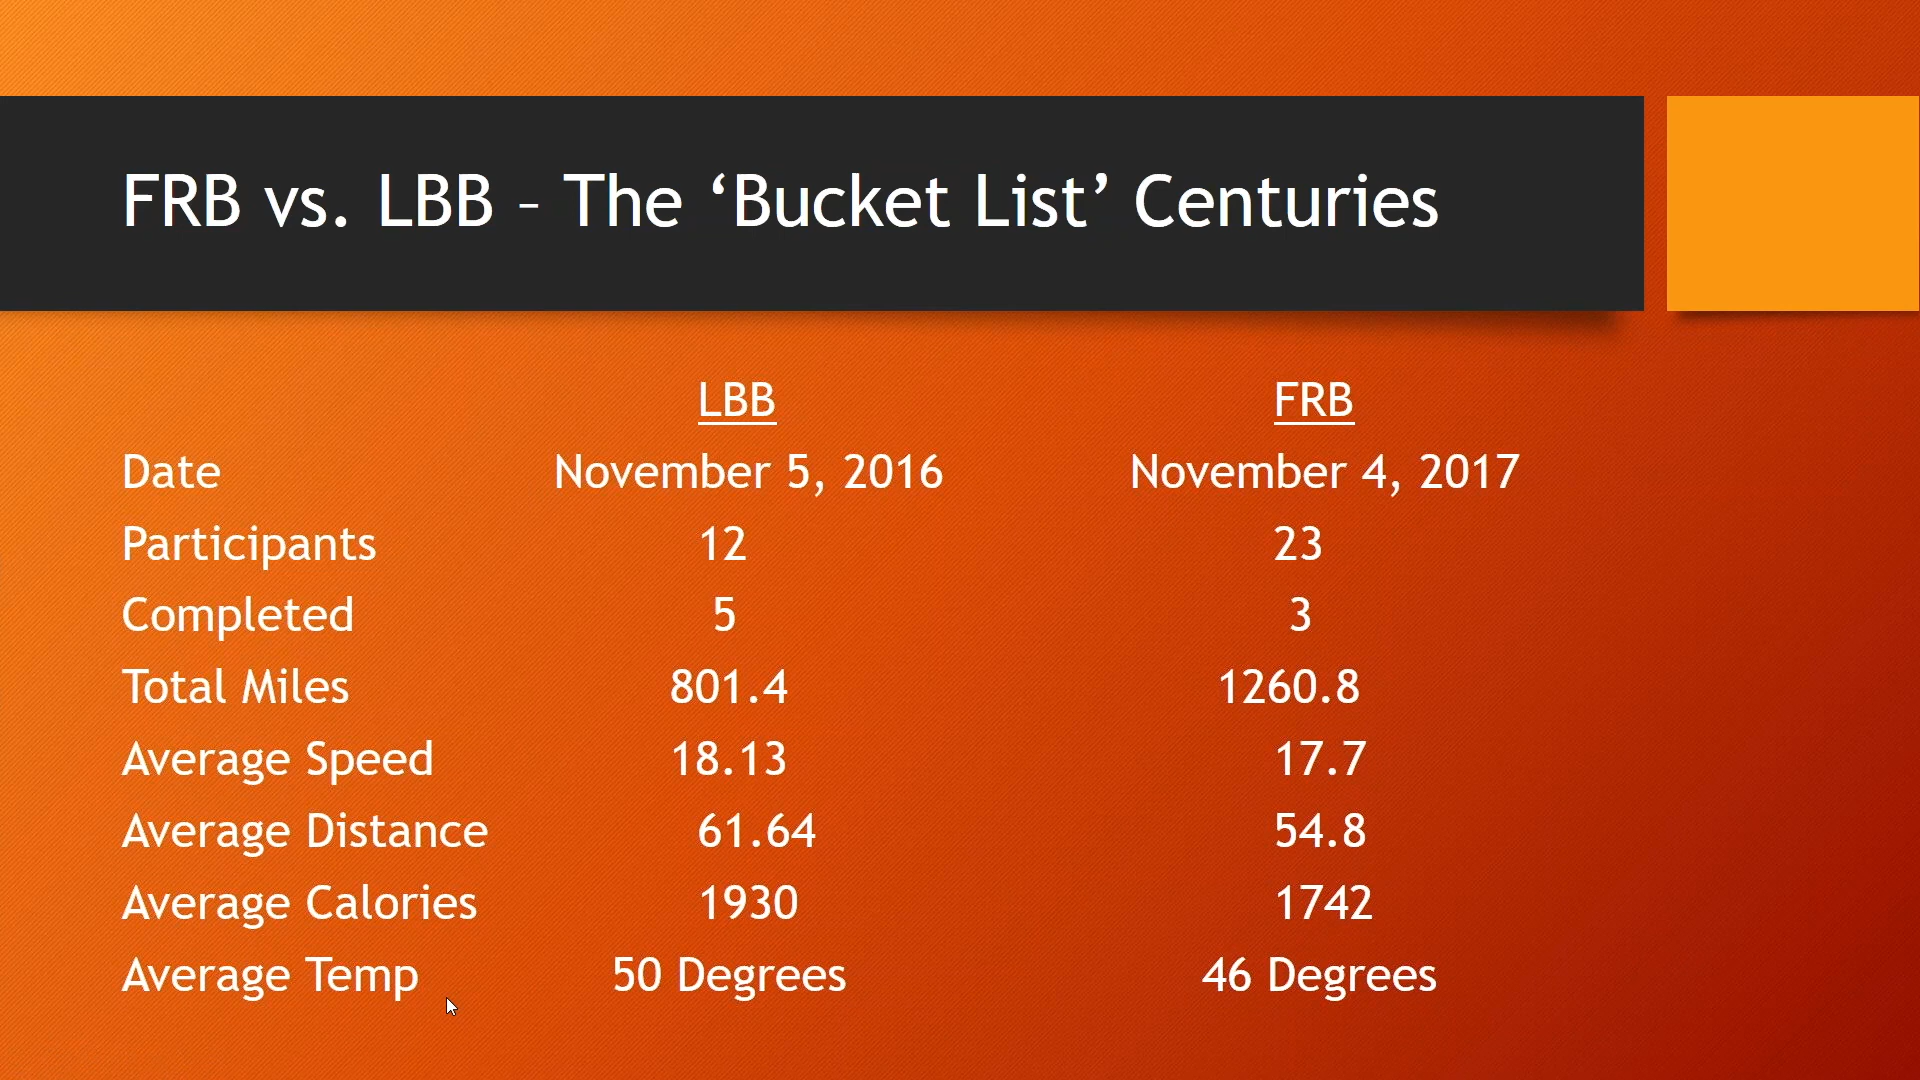 FRB vs. LBB – The ‘Bucket List’ Centuries
LBB FRB
Date November 5, 2016 November 4, 2017
Participants 12 23
Completed 5 3
Total Miles 801.4 1260.8
Average Speed 18.13 17.7
Average Distance 61.64 54.8
Average Calories 1930 1742
Average Temp 50 Degrees 46 Degrees